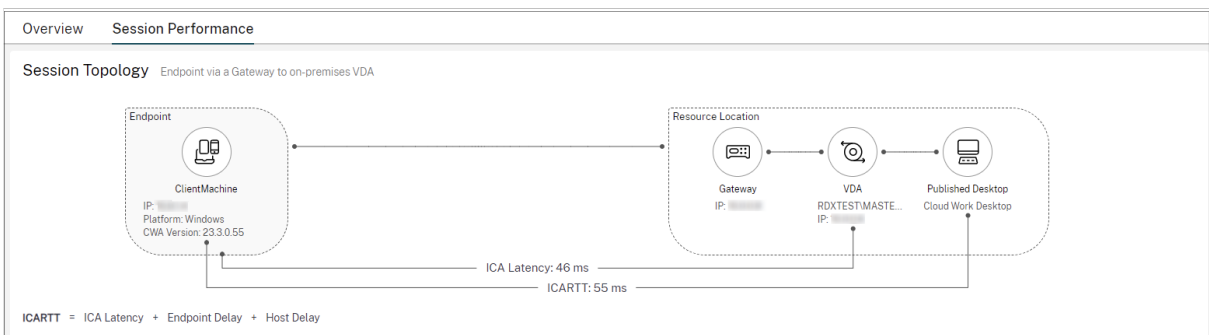 Overview Session Performance
Session Topology Endpoint via a Gateway to on-premises VDA
Endpoint
Resource Location
ClientMachine
IP:
Platform: Windows
CWA Version: 23.3.0.55
Gateway
IP:
VDA
RDXTEST\MASTE...
IP:
Published Desktop
Cloud Work Desktop
ICA Latency: 46 ms
ICARTT: 55 ms
ICARTT = ICA Latency + Endpoint Delay + Host Delay